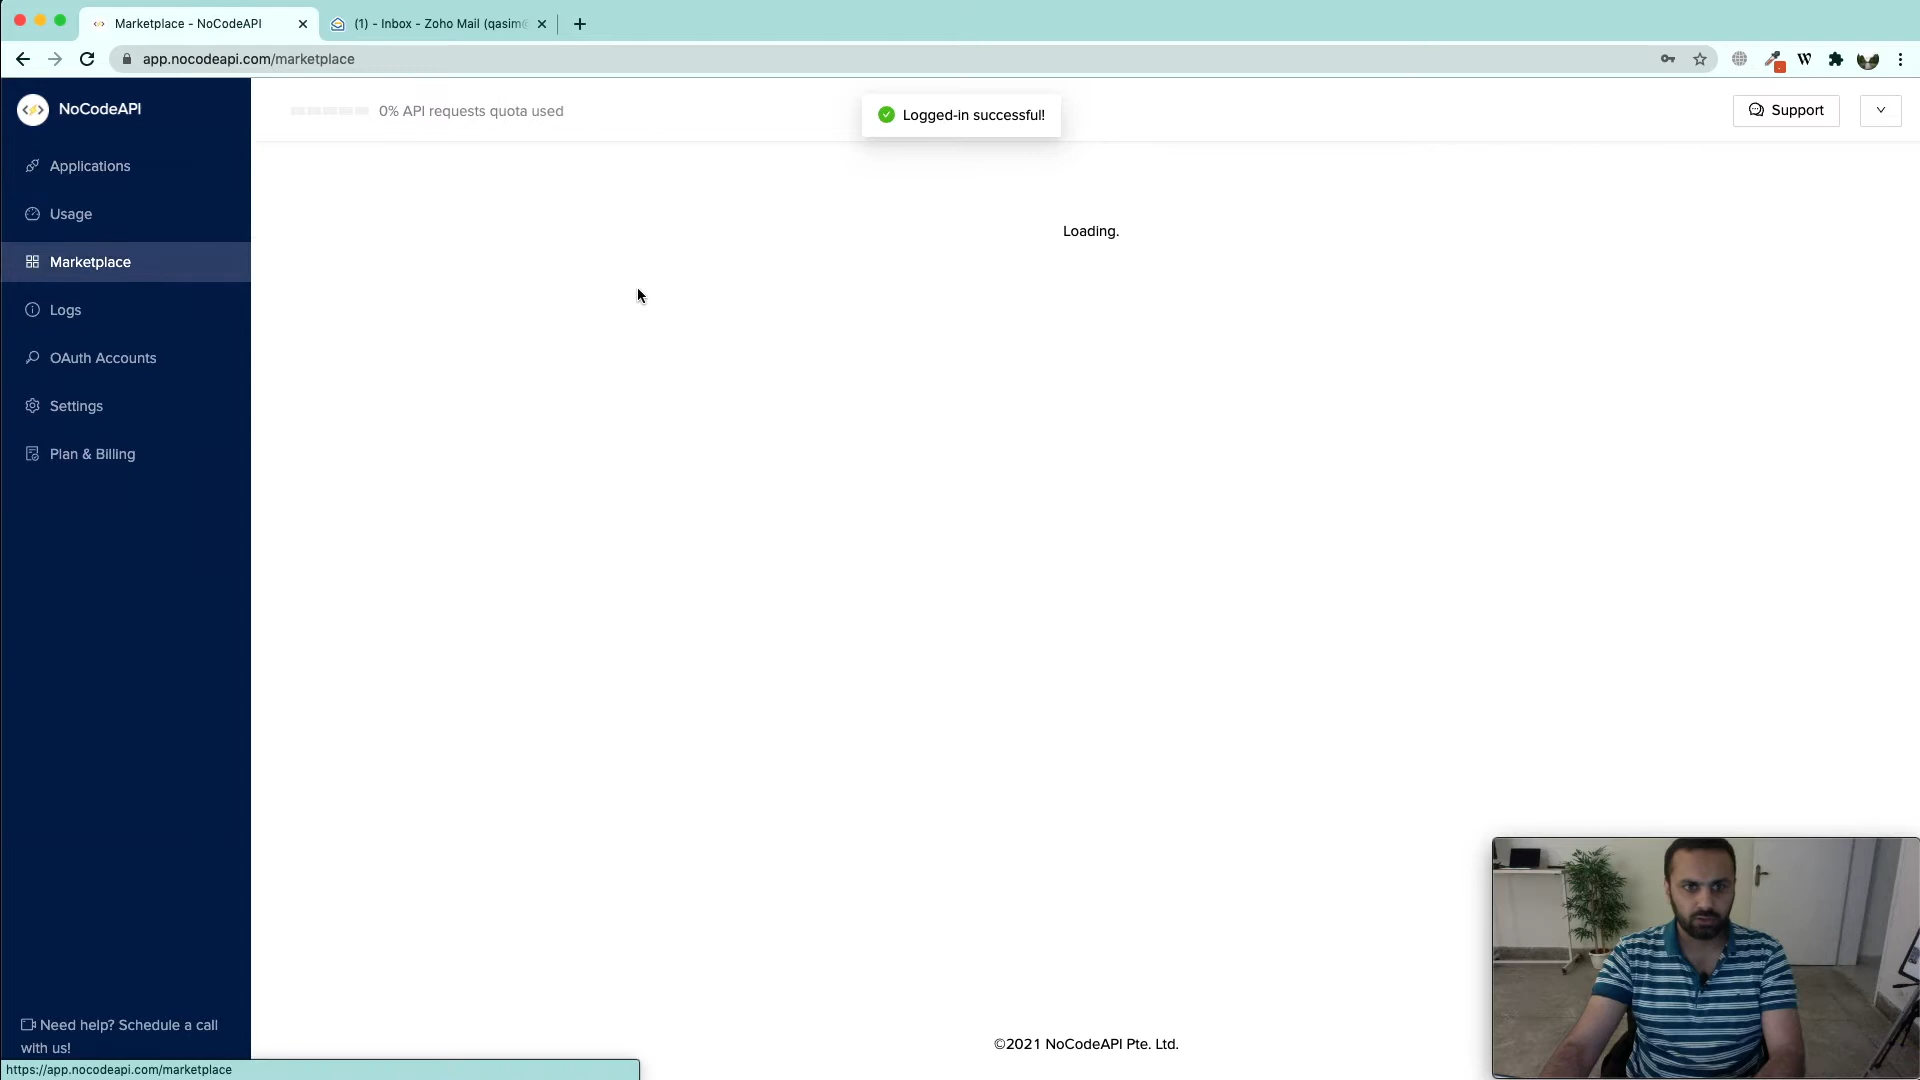 Marketplace - NoCodeAPI
(1) - Inbox - Zoho Mail (qasim@
app.nocodeapi.com/marketplace
W
NoCodeAPI
0% API requests quota used
Logged-in successful!
Support
Applications
Usage
Marketplace
Logs
OAuth Accounts
Settings
Plan & Billing
Loading.
Need help? Schedule a call
with us!
©2021 NoCodeAPI Pte. Ltd.
https://app.nocodeapi.com/marketplace